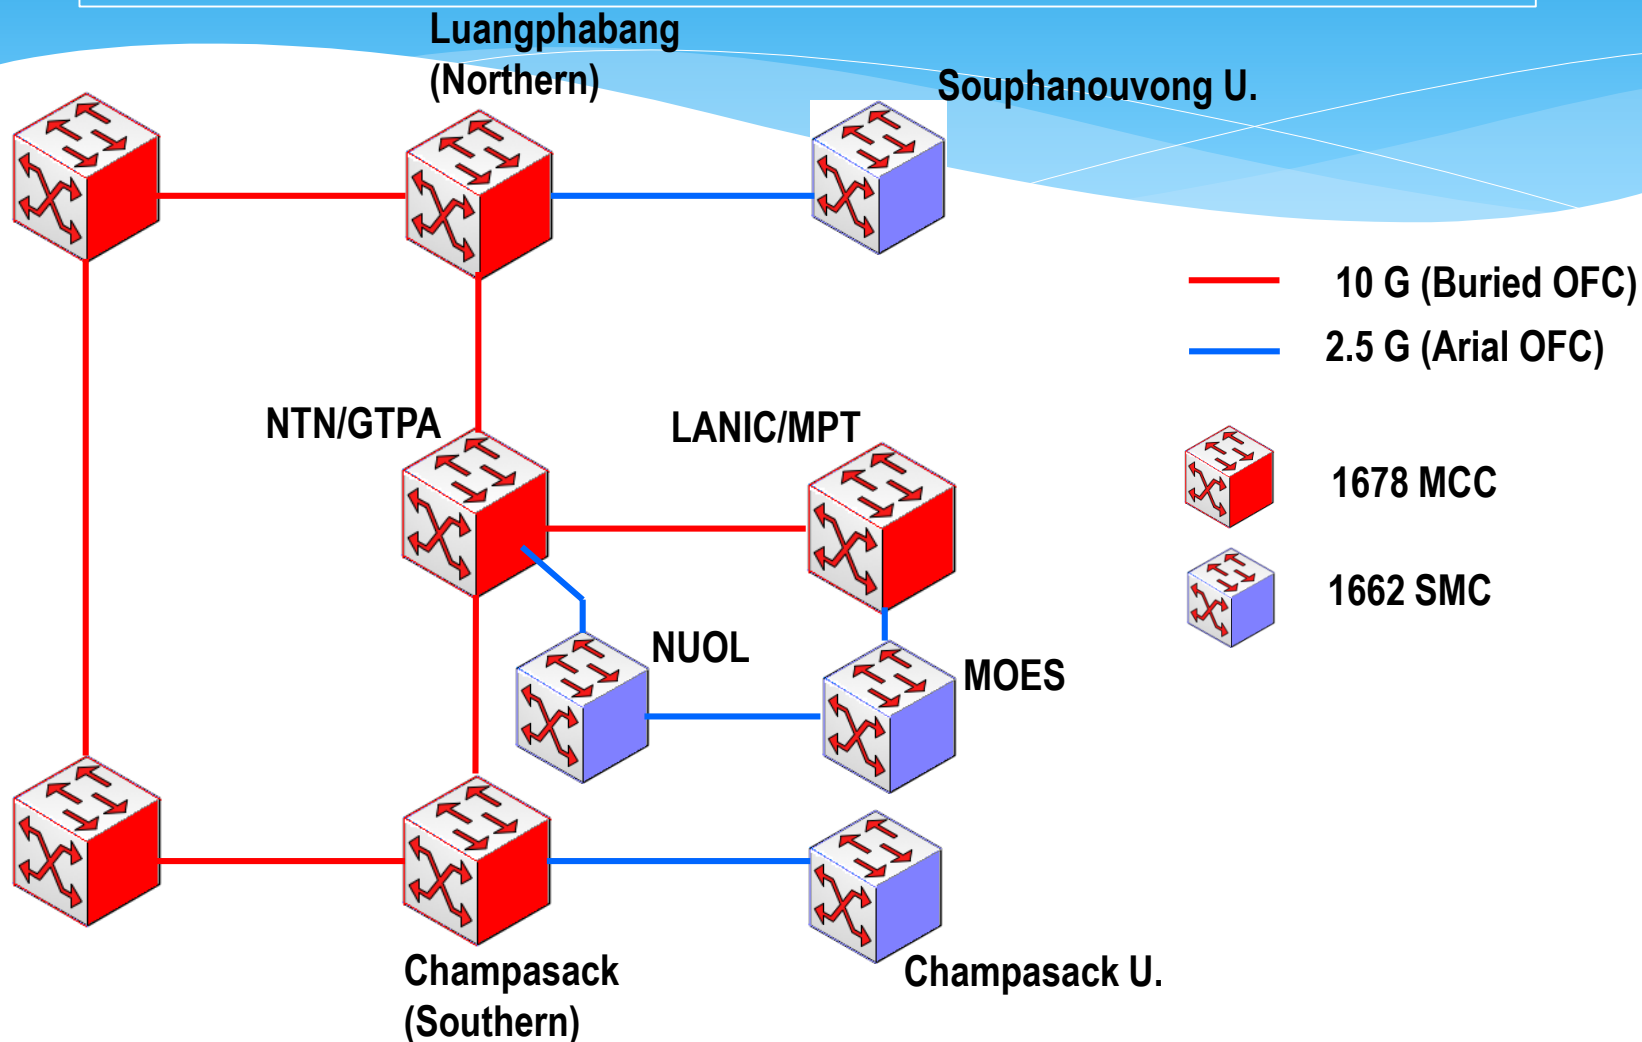 Luangphabang
(Northern)
Souphanouvong U.
10 G (Buried OFC)
2.5 G (Arial OFC)
NTN/GTPA
LANIC/MPT
1678 MCC
1662 SMC
NUOL
MOES
Champasack
(Southern)
Champasack U.